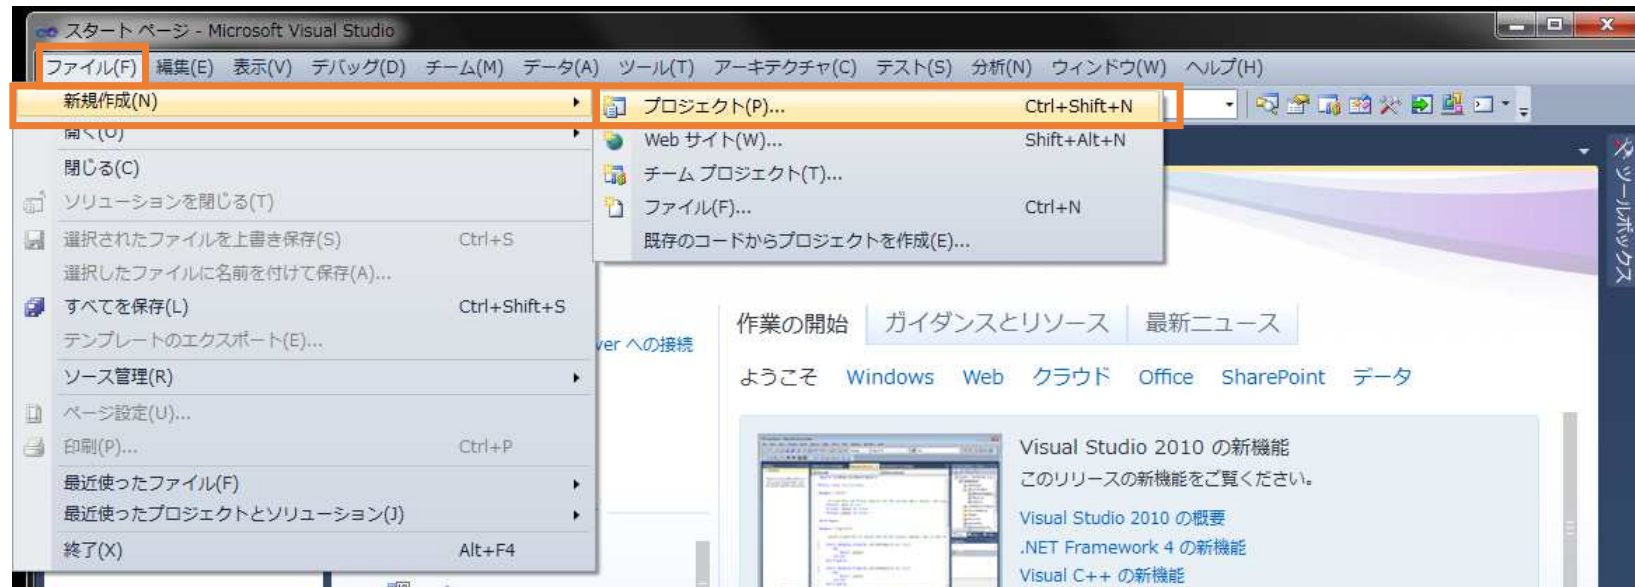 スタート ページ - Microsoft Visual Studio
ファイル(F) 編集(E) 表示(V) デバッグ(D) チーム(M) データ(A) ツール(T) アーキテクチャ(C) テスト(S) 分析(N) ウィンドウ(W) ヘルプ(H)
新規作成(N)
開く(O)
閉じる(C)
ソリューションを閉じる(T)
選択されたファイルを上書き保存(S) Ctrl+S
選択したファイルに名前を付けて保存(A)...
すべてを保存(L) Ctrl+Shift+S
テンプレートのエクスポート(E)...
ソース管理(R)
ページ設定(U)...
印刷(P)... Ctrl+P
最近使ったファイル(F)
最近使ったプロジェクトとソリューション(J)
終了(X) Alt+F4
プロジェクト(P)... Ctrl+Shift+N
Web サイト(W)... Shift+Alt+N
チーム プロジェクト(T)...
ファイル(F)... Ctrl+N
既存のコードからプロジェクトを作成(E)...
ツールボックス
ver への接続
作業の開始 ガイダンスとリソース 最新ニュース
ようこそ Windows Web クラウド Office SharePoint データ
Visual Studio 2010 の新機能
このリリースの新機能をご覧ください。
Visual Studio 2010 の概要
.NET Framework 4 の新機能
Visual C++ の新機能